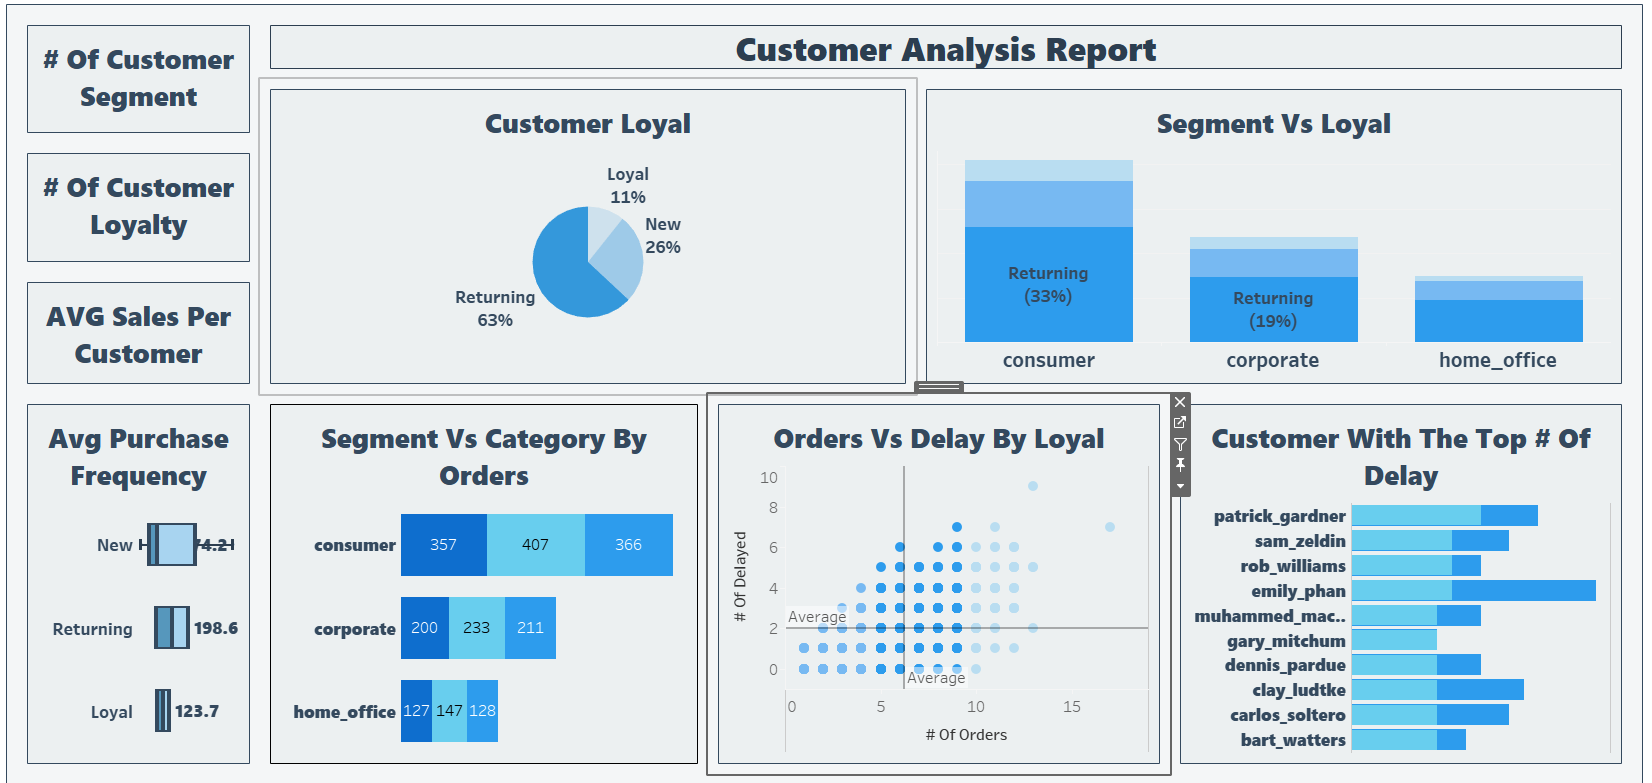 # Of Customer
Segment
# Of Customer
Loyalty
AVG Sales Per
Customer
Customer Analysis Report
Customer Loyal
Loyal
11%
New
26%
Returning
63%
Segment Vs Loyal
Returning
(33%)
Returning
(19%)
consumer
corporate
home_office
Avg Purchase
Frequency
New
Returning
198.6
Loyal
123.7
Segment Vs Category By
Orders
consumer
357
407
366
corporate
200
233
211
home_office
127
147
128
Orders Vs Delay By Loyal
# Of Delayed
10
8
6
4
2
0
Average
Average
0
5
10
15
# Of Orders
Customer With The Top # Of
Delay
patrick_gardner
sam_zeldin
rob_williams
emily_phan
muhammed_mac..
gary_mitchum
dennis_pardue
clay_ludtke
carlos_soltero
bart_watters